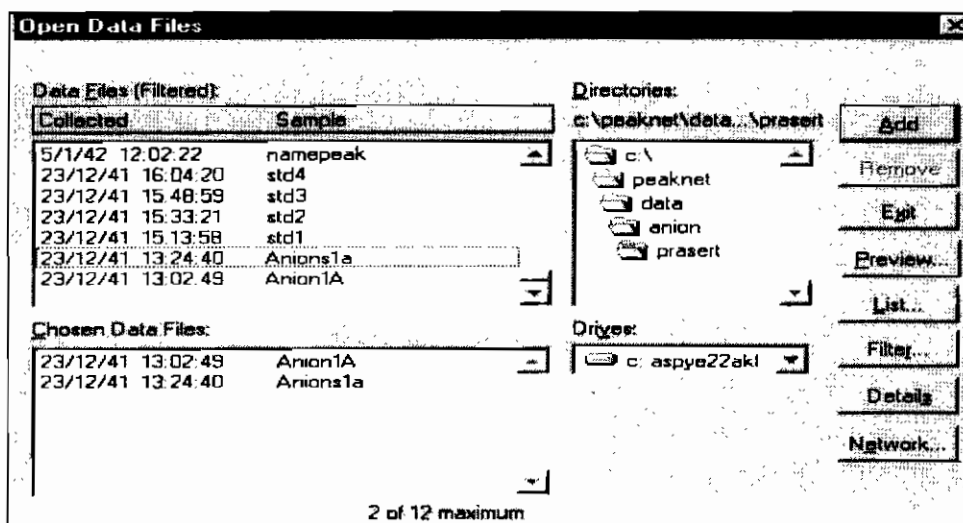 Open Data Files
Data Files (Filtered):
Collected Sample
5/1/42 12:02:22 namepeak
23/12/41 16:04:20 std4
23/12/41 15:48:59 std3
23/12/41 15:33:21 std2
23/12/41 15:13:58 std1
23/12/41 13:24:40 Anions1a
23/12/41 13:02:49 Anion1A
Chosen Data Files:
23/12/41 13:02:49 Anion1A
23/12/41 13:24:40 Anions1a
2 of 12 maximum
Directories:
c:\peaknet\data...\prasert
c:\
peaknet
data
anion
prasert
Drives:
c: aspye22akl
Add
Remove
Exit
Preview...
List...
Filter...
Details
Network...